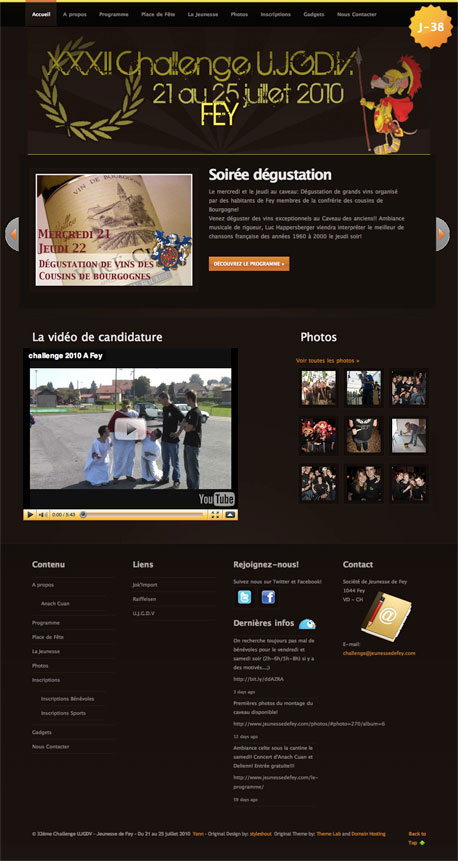 Accueil A propos Programme Place de Fête La Jeunesse Photos Inscriptions Gadgets Nous Contacter
J-38
XXXII Challenge U.J.G.D.V.
21 au 25 juillet 2010
FEY
VIN DE BOURGOGNE
Mercredi 21
Jeudi 22
Dégustation de vins des
Cousins de bourgognes
Soirée dégustation
Le mercredi et le jeudi au caveau: Dégustation de grands vins organisé
par des habitants de Fey membres de la confrérie des cousins de
Bourgogne!
Venez déguster des vins exceptionnels au Caveau des anciens!! Ambiance
musicale de rigueur, Luc Happersberger viendra interpréter le meilleur de
chansons française des années 1960 à 2000 le jeudi soir!
DÉCOUVREZ LE PROGRAMME »
La vidéo de candidature
challenge 2010 A Fey
YouTube
0:00 / 5:43
Photos
Voir toutes les photos »
Contenu
A propos
Anach Cuan
Programme
Place de Fête
La Jeunesse
Photos
Inscriptions
Inscriptions Bénévoles
Inscriptions Sports
Gadgets
Nous Contacter
Liens
Jok'Import
Raiffeisen
U.J.G.D.V
Rejoignez-nous!
Suivez nous sur Twitter et Facebook!
Dernières infos
On recherche toujours pas mal de
bénévoles pour le vendredi et
samedi soir (2h-6h/5h-8h) si y a
des motivés...;)
http://bit.ly/ddAZRA
3 days ago
Premières photos du montage du
caveau disponible!
http://www.jeunessedefey.com/photos/#photo=270/album=6
12 days ago
Ambiance celte sous la cantine le
samedi! Concert d'Anach Cuan et
Delienn! Entrée gratuite!!!
http://www.jeunessedefey.com/le-
programme/
19 days ago
Contact
Société de Jeunesse de Fey
1044 Fey
VD - CH
E-mail:
challenge@jeunessedefey.com
© 32ème Challenge UJGDV - Jeunesse de Fey - Du 21 au 25 juillet 2010 Yann - Original Design by: styleshout Original Theme by: Theme Lab and Domain Hosting
Back to
Top